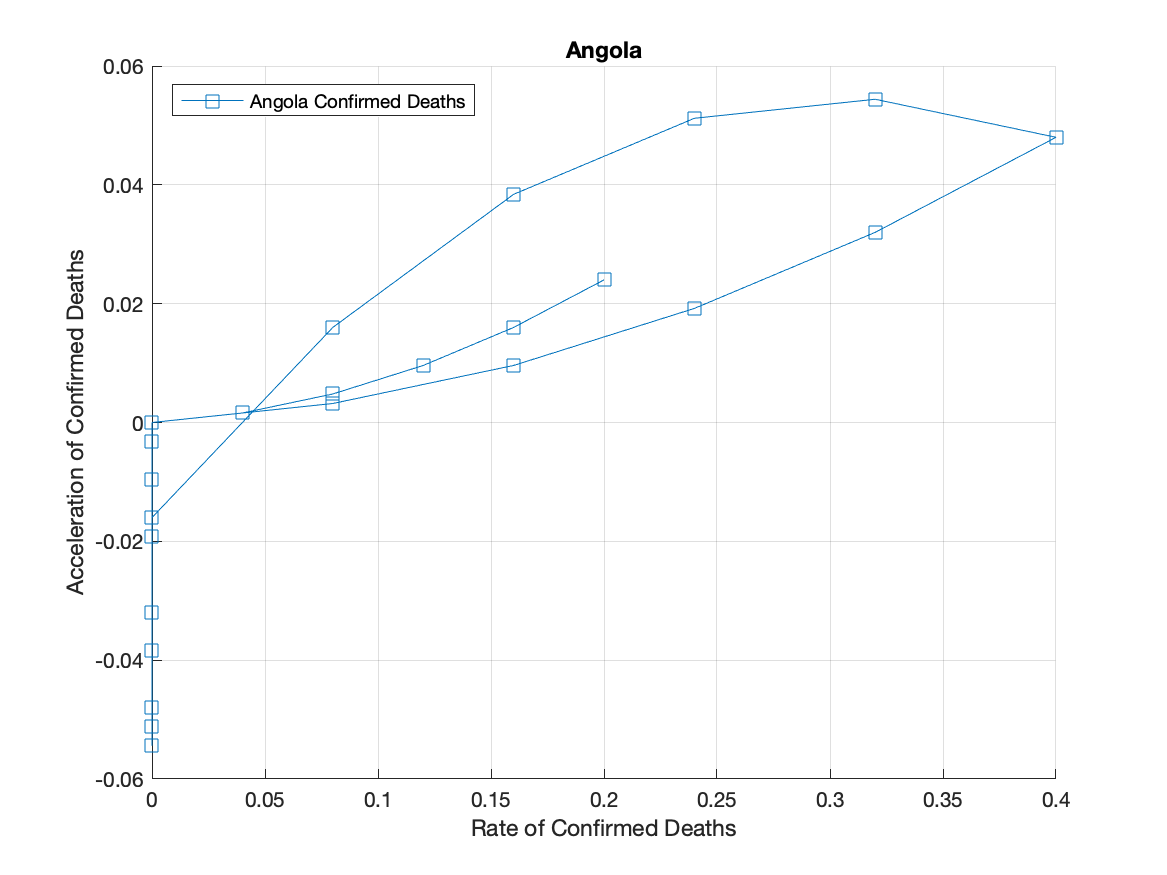 Angola
Angola Confirmed Deaths
0.06
0.04
0.02
0
-0.02
-0.04
-0.06
Acceleration of Confirmed Deaths
0 0.05 0.1 0.15 0.2 0.25 0.3 0.35 0.4
Rate of Confirmed Deaths